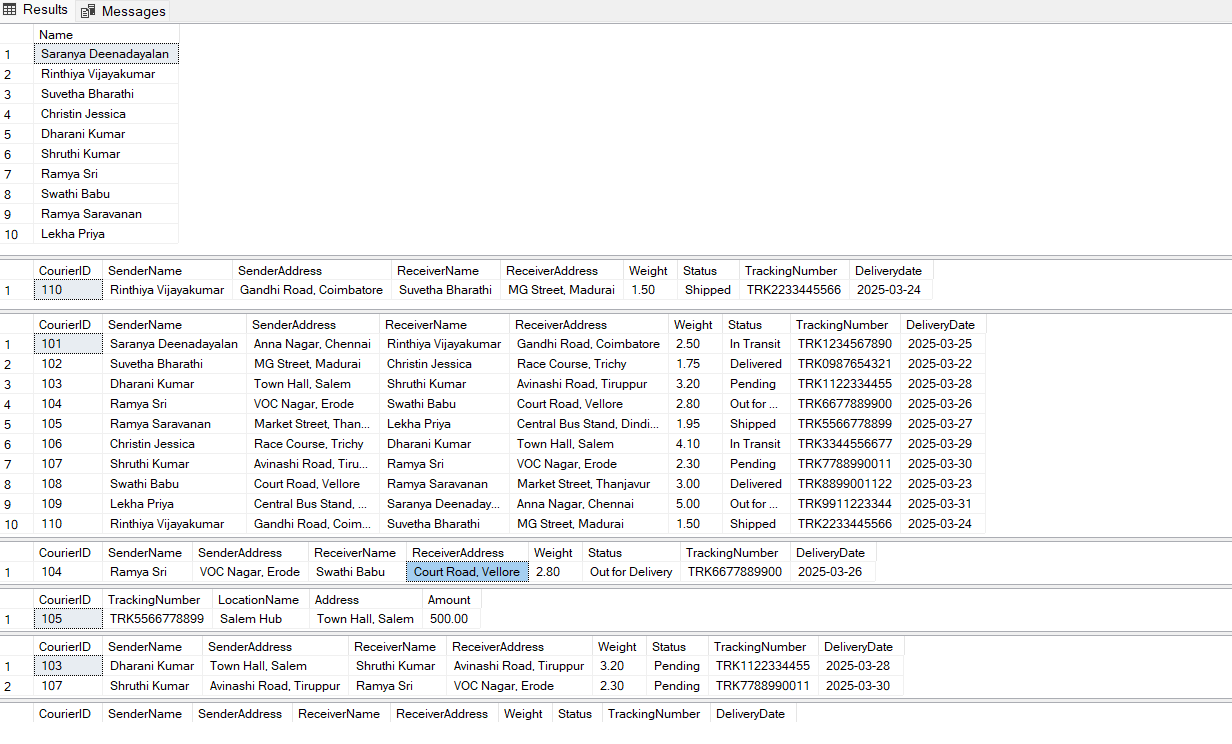 Results Messages
Name
1 Saranya Deenadayalan
2 Rinthiya Vijayakumar
3 Suvetha Bharathi
4 Christin Jessica
5 Dharani Kumar
6 Shruthi Kumar
7 Ramya Sri
8 Swathi Babu
9 Ramya Saravanan
10 Lekha Priya
CourierID SenderName SenderAddress ReceiverName ReceiverAddress Weight Status TrackingNumber Deliverydate
1 110 Rinthiya Vijayakumar Gandhi Road, Coimbatore Suvetha Bharathi MG Street, Madurai 1.50 Shipped TRK2233445566 2025-03-24
CourierID SenderName SenderAddress ReceiverName ReceiverAddress Weight Status TrackingNumber DeliveryDate
1 101 Saranya Deenadayalan Anna Nagar, Chennai Rinthiya Vijayakumar Gandhi Road, Coimbatore 2.50 In Transit TRK1234567890 2025-03-25
2 102 Suvetha Bharathi MG Street, Madurai Christin Jessica Race Course, Trichy 1.75 Delivered TRK0987654321 2025-03-22
3 103 Dharani Kumar Town Hall, Salem Shruthi Kumar Avinashi Road, Tiruppur 3.20 Pending TRK1122334455 2025-03-28
4 104 Ramya Sri VOC Nagar, Erode Swathi Babu Court Road, Vellore 2.80 Out for ... TRK6677889900 2025-03-26
5 105 Ramya Saravanan Market Street, Than... Lekha Priya Central Bus Stand, Dindi... 1.95 Shipped TRK5566778899 2025-03-27
6 106 Christin Jessica Race Course, Trichy Dharani Kumar Town Hall, Salem 4.10 In Transit TRK3344556677 2025-03-29
7 107 Shruthi Kumar Avinashi Road, Tiru... Ramya Sri VOC Nagar, Erode 2.30 Pending TRK7788990011 2025-03-30
8 108 Swathi Babu Court Road, Vellore Ramya Saravanan Market Street, Thanjavur 3.00 Delivered TRK8899001122 2025-03-23
9 109 Lekha Priya Central Bus Stand, ... Saranya Deenaday... Anna Nagar, Chennai 5.00 Out for ... TRK9911223344 2025-03-31
10 110 Rinthiya Vijayakumar Gandhi Road, Coim... Suvetha Bharathi MG Street, Madurai 1.50 Shipped TRK2233445566 2025-03-24
CourierID SenderName SenderAddress ReceiverName ReceiverAddress Weight Status TrackingNumber DeliveryDate
1 104 Ramya Sri VOC Nagar, Erode Swathi Babu Court Road, Vellore 2.80 Out for Delivery TRK6677889900 2025-03-26
CourierID TrackingNumber LocationName Address Amount
1 105 TRK5566778899 Salem Hub Town Hall, Salem 500.00
CourierID SenderName SenderAddress ReceiverName ReceiverAddress Weight Status TrackingNumber DeliveryDate
1 103 Dharani Kumar Town Hall, Salem Shruthi Kumar Avinashi Road, Tiruppur 3.20 Pending TRK1122334455 2025-03-28
2 107 Shruthi Kumar Avinashi Road, Tiruppur Ramya Sri VOC Nagar, Erode 2.30 Pending TRK7788990011 2025-03-30
CourierID SenderName SenderAddress ReceiverName ReceiverAddress Weight Status TrackingNumber DeliveryDate